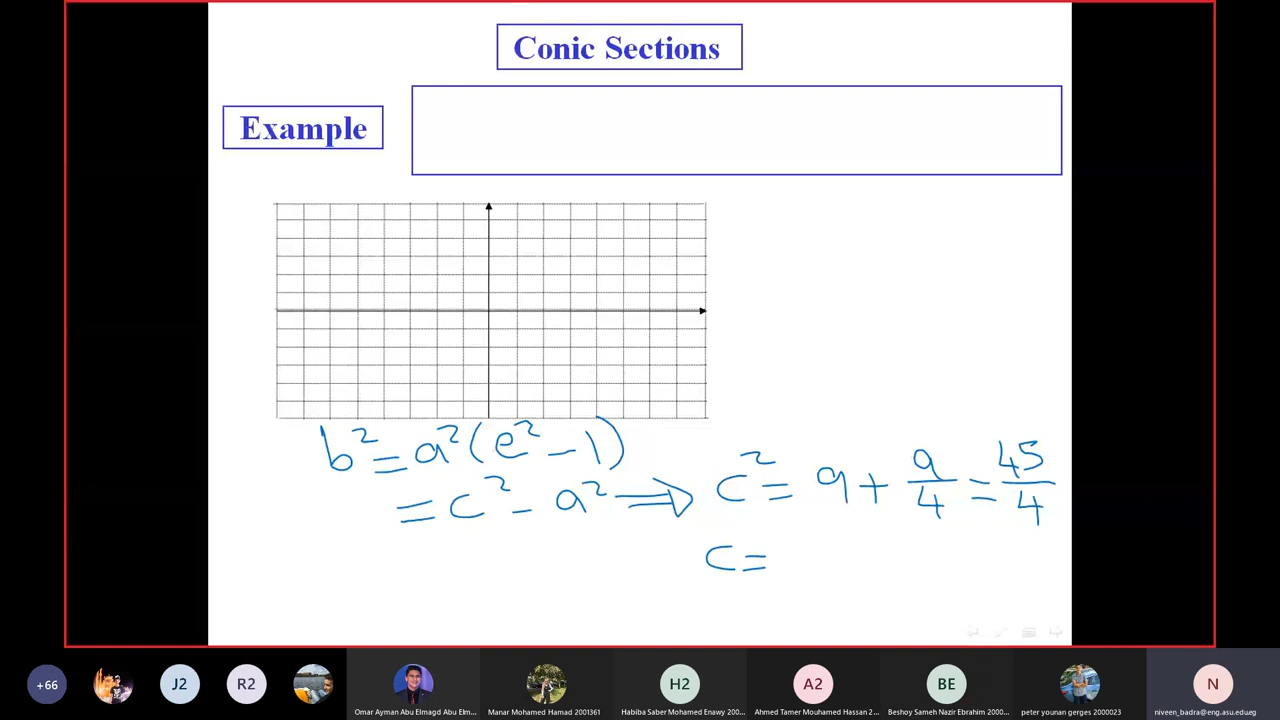 Conic Sections
Example
b² = a²(e² - 1)
= c² - a² ⟹ c² = 9 + 9/4 = 45/4
c =
+66
J2
R2
Omar Ayman Abu Elmagd Abu Elm...
Manar Mohamed Hamad 2001361
H2
Habiba Saber Mohamed Enawy 200...
A2
Ahmed Tamer Mouhamed Hassan 2...
BE
Beshoy Sameh Nazir Ebrahim 2000...
peter younan gerges 2000023
N
niveen_badra@eng.asu.edueg